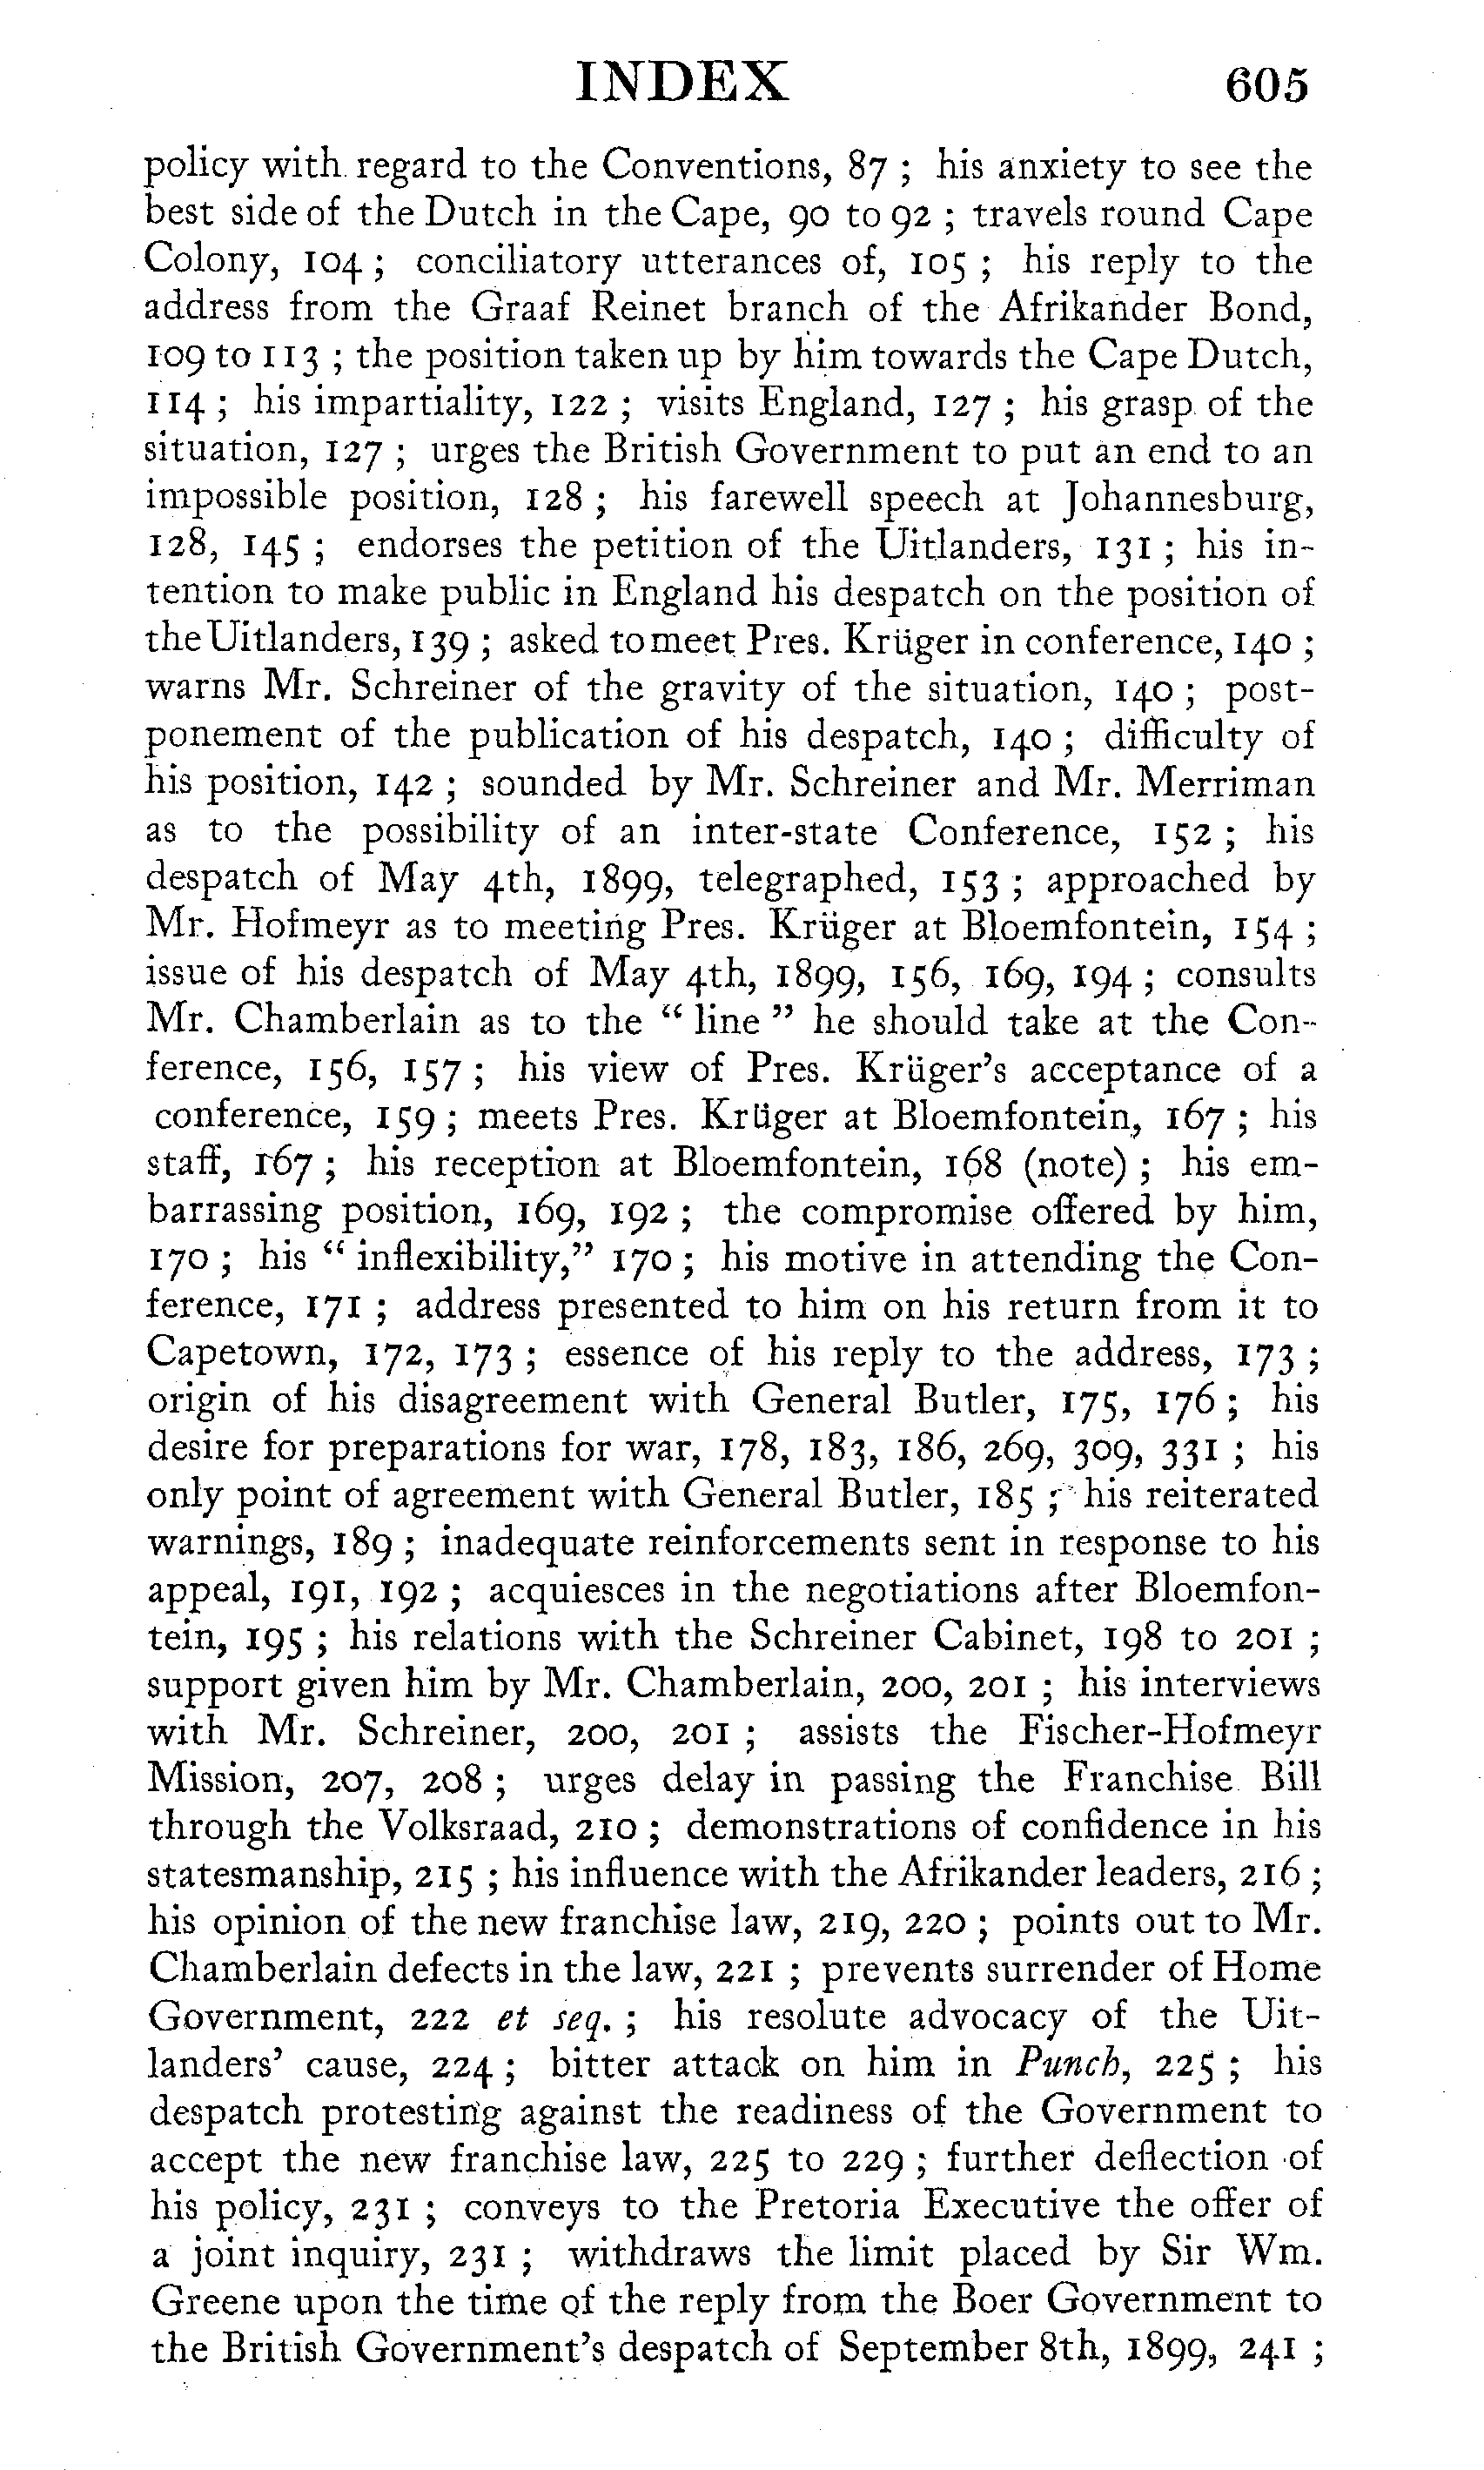 INDEX 605
policy with regard to the Conventions, 87 ; his anxiety to see the
best side of the Dutch in the Cape, 90 to 92 ; travels round Cape
Colony, 104 ; conciliatory utterances of, 105 ; his reply to the
address from the Graaf Reinet branch of the Afrikander Bond,
109 to 113 ; the position taken up by him towards the Cape Dutch,
114 ; his impartiality, 122 ; visits England, 127 ; his grasp of the
situation, 127 ; urges the British Government to put an end to an
impossible position, 128 ; his farewell speech at Johannesburg,
128, 145 ; endorses the petition of the Uitlanders, 131 ; his in-
tention to make public in England his despatch on the position of
the Uitlanders, 139 ; asked to meet Pres. Krüger in conference, 140 ;
warns Mr. Schreiner of the gravity of the situation, 140 ; post-
ponement of the publication of his despatch, 140 ; difficulty of
his position, 142 ; sounded by Mr. Schreiner and Mr. Merriman
as to the possibility of an inter-state Conference, 152 ; his
despatch of May 4th, 1899, telegraphed, 153 ; approached by
Mr. Hofmeyr as to meeting Pres. Krüger at Bloemfontein, 154 ;
issue of his despatch of May 4th, 1899, 156, 169, 194 ; consults
Mr. Chamberlain as to the “ line ” he should take at the Con-
ference, 156, 157 ; his view of Pres. Krüger’s acceptance of a
conference, 159 ; meets Pres. Krüger at Bloemfontein, 167 ; his
staff, 167 ; his reception at Bloemfontein, 168 (note) ; his em-
barrassing position, 169, 192 ; the compromise offered by him,
170 ; his “ inflexibility,” 170 ; his motive in attending the Con-
ference, 171 ; address presented to him on his return from it to
Capetown, 172, 173 ; essence of his reply to the address, 173 ;
origin of his disagreement with General Butler, 175, 176 ; his
desire for preparations for war, 178, 183, 186, 269, 309, 331 ; his
only point of agreement with General Butler, 185 ; his reiterated
warnings, 189 ; inadequate reinforcements sent in response to his
appeal, 191, 192 ; acquiesces in the negotiations after Bloemfon-
tein, 195 ; his relations with the Schreiner Cabinet, 198 to 201 ;
support given him by Mr. Chamberlain, 200, 201 ; his interviews
with Mr. Schreiner, 200, 201 ; assists the Fischer-Hofmeyr
Mission, 207, 208 ; urges delay in passing the Franchise Bill
through the Volksraad, 210 ; demonstrations of confidence in his
statesmanship, 215 ; his influence with the Afrikander leaders, 216 ;
his opinion of the new franchise law, 219, 220 ; points out to Mr.
Chamberlain defects in the law, 221 ; prevents surrender of Home
Government, 222 et seq. ; his resolute advocacy of the Uit-
landers’ cause, 224 ; bitter attack on him in Punch, 225 ; his
despatch protesting against the readiness of the Government to
accept the new franchise law, 225 to 229 ; further deflection of
his policy, 231 ; conveys to the Pretoria Executive the offer of
a joint inquiry, 231 ; withdraws the limit placed by Sir Wm.
Greene upon the time of the reply from the Boer Government to
the British Government’s despatch of September 8th, 1899, 241 ;